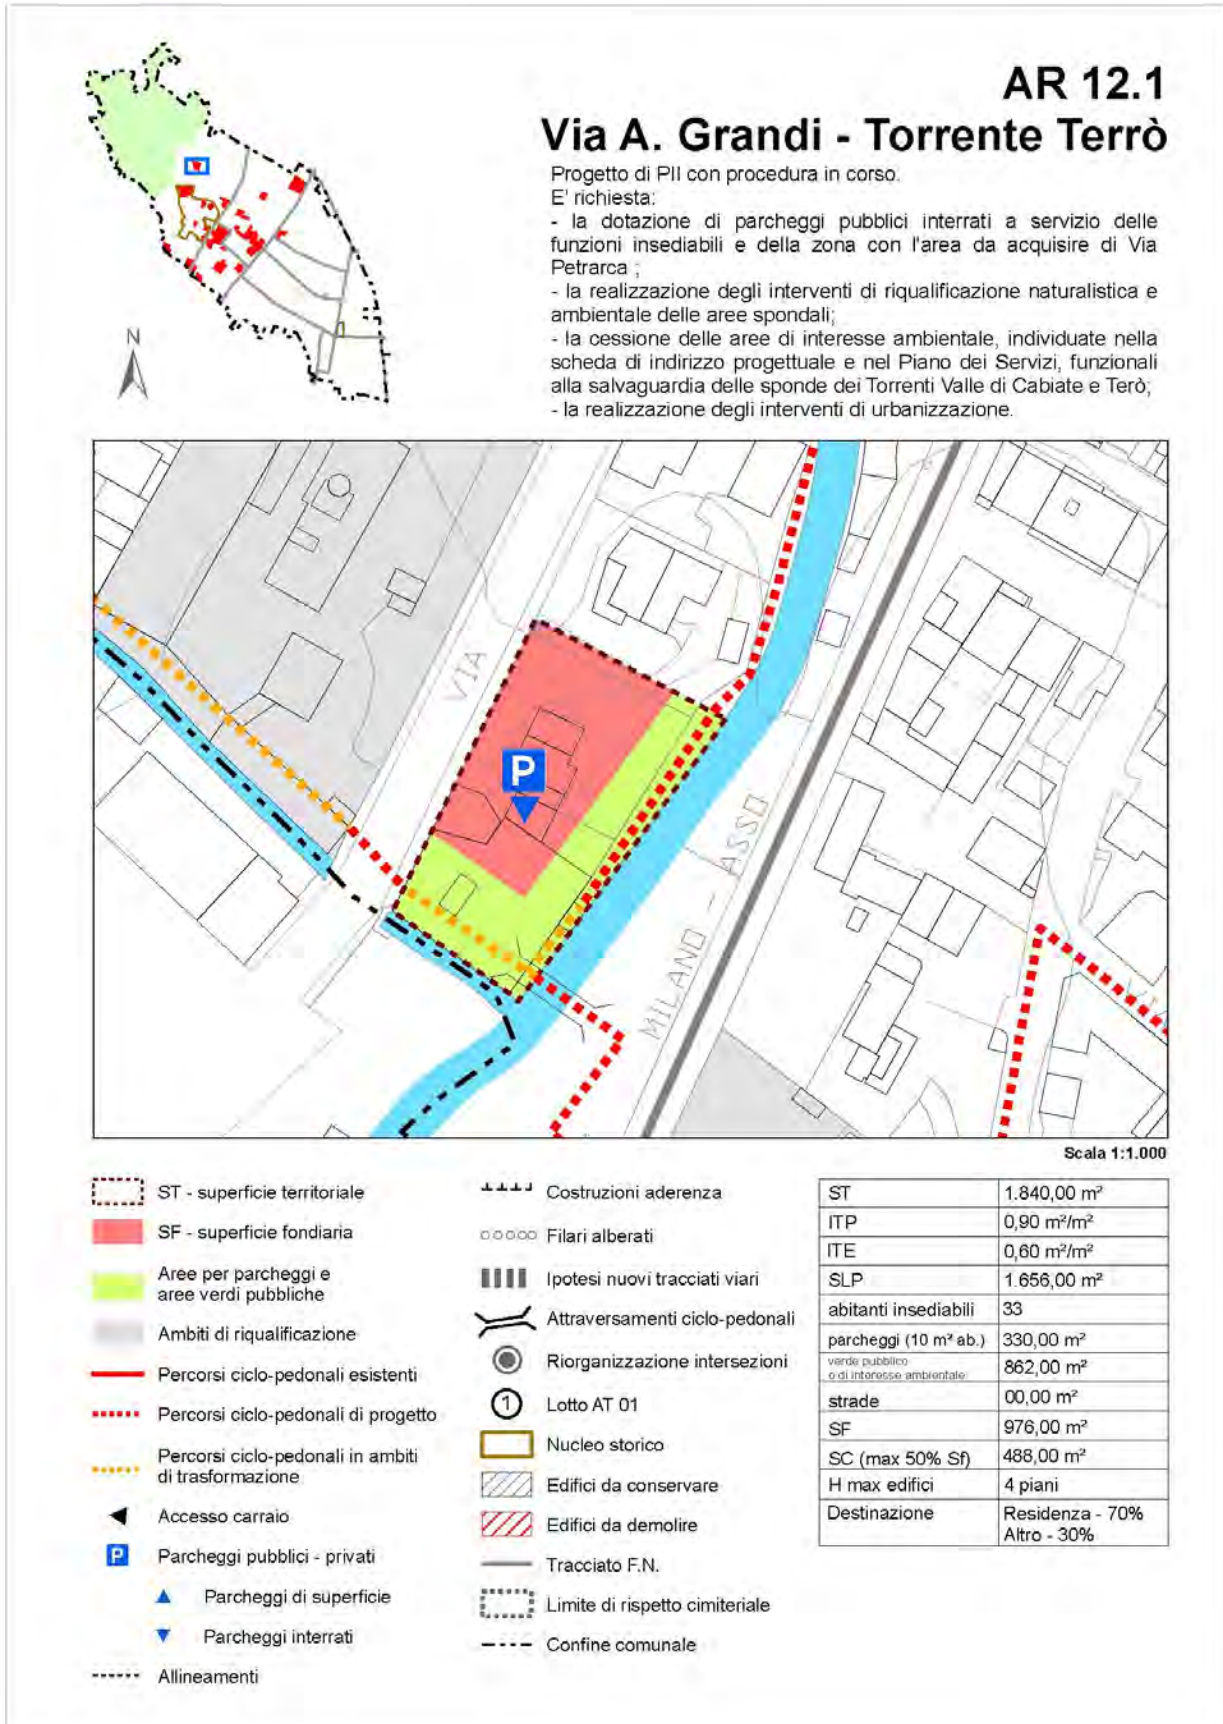 AR 12.1
Via A. Grandi - Torrente Terrò
Progetto di PII con procedura in corso.
E' richiesta:
- la dotazione di parcheggi pubblici interrati a servizio delle
funzioni insediabili e della zona con l'area da acquisire di Via
Petrarca ;
- la realizzazione degli interventi di riqualificazione naturalistica e
ambientale delle aree spondali;
- la cessione delle aree di interesse ambientale, individuate nella
scheda di indirizzo progettuale e nel Piano dei Servizi, funzionali
alla salvaguardia delle sponde dei Torrenti Valle di Cabiate e Terò;
- la realizzazione degli interventi di urbanizzazione.
N
VIA
P
MILANO - ASSO
Scala 1:1.000
ST - superficie territoriale
SF - superficie fondiaria
Aree per parcheggi e
aree verdi pubbliche
Ambiti di riqualificazione
Percorsi ciclo-pedonali esistenti
Percorsi ciclo-pedonali di progetto
Percorsi ciclo-pedonali in ambiti
di trasformazione
Accesso carraio
P Parcheggi pubblici - privati
Parcheggi di superficie
Parcheggi interrati
Allineamenti
Costruzioni aderenza
Filari alberati
Ipotesi nuovi tracciati viari
Attraversamenti ciclo-pedonali
Riorganizzazione intersezioni
1 Lotto AT 01
Nucleo storico
Edifici da conservare
Edifici da demolire
Tracciato F.N.
Limite di rispetto cimiteriale
Confine comunale
ST 1.840,00 m²
ITP 0,90 m²/m²
ITE 0,60 m²/m²
SLP 1.656,00 m²
abitanti insediabili 33
parcheggi (10 m² ab.) 330,00 m²
verde pubblico
o di interesse ambientale 862,00 m²
strade 00,00 m²
SF 976,00 m²
SC (max 50% Sf) 488,00 m²
H max edifici 4 piani
Destinazione Residenza - 70%
Altro - 30%